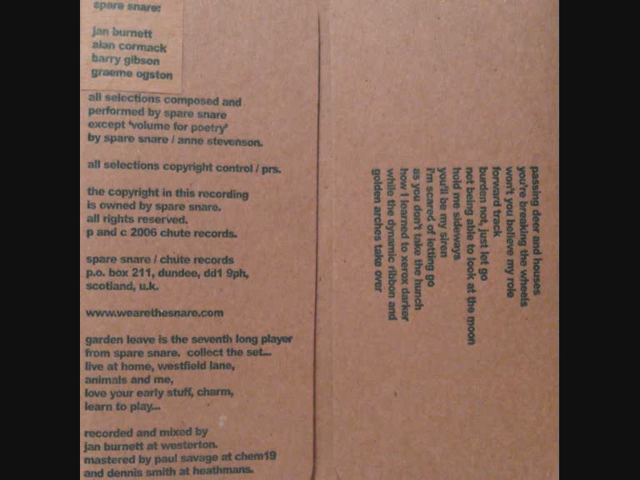 spare snare:
jan burnett
alan cormack
barry gibson
graeme ogston
all selections composed and
performed by spare snare
except 'volume for poetry'
by spare snare / anne stevenson.
all selections copyright control / prs.
the copyright in this recording
is owned by spare snare.
all rights reserved.
p and c 2006 chute records.
spare snare / chute records
p.o. box 211, dundee, dd1 9ph,
scotland, u.k.
www.wearethesnare.com
garden leave is the seventh long player
from spare snare. collect the set...
live at home, westfield lane,
animals and me,
love your early stuff, charm,
learn to play...
recorded and mixed by
jan burnett at westerton.
mastered by paul savage at chem19
and dennis smith at heathmans.
passing deer and houses
you're breaking the wheels
won't you believe my role
forward track
burden not, just let go
not being able to look at the moon
hold me sideways
you'll be my siren
i'm scared of letting go
as you don't take the hunch
how i learned to xerox darker
while the dynamic ribbon and
golden arches take over